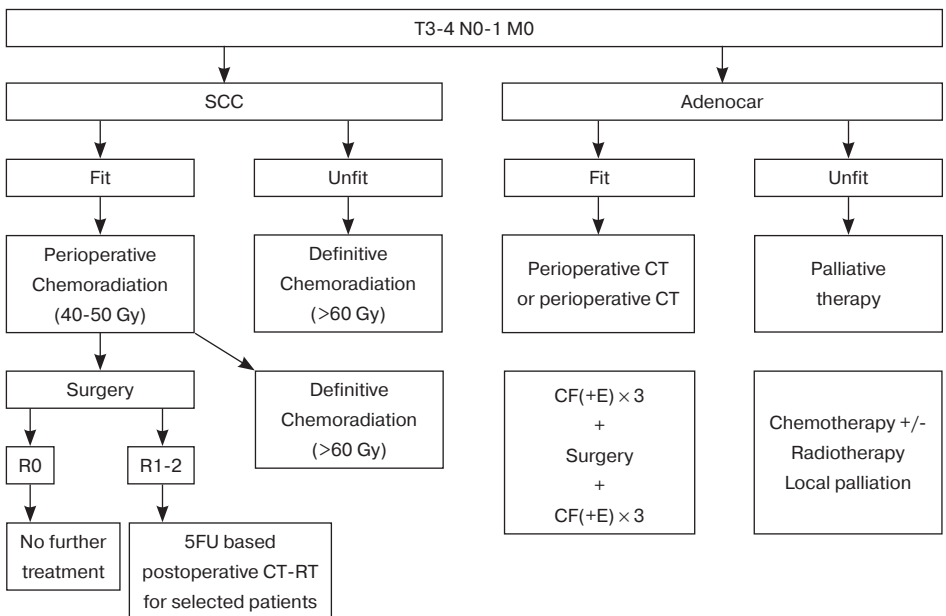 T3-4 N0-1 M0
SCC
Adenocar
Fit
Unfit
Fit
Unfit
Perioperative
Chemoradiation
(40-50 Gy)
Definitive
Chemoradiation
(>60 Gy)
Perioperative CT
or perioperative CT
Palliative
therapy
Surgery
Definitive
Chemoradiation
(>60 Gy)
CF(+E) × 3
+
Surgery
+
CF(+E) × 3
Chemotherapy +/-
Radiotherapy
Local palliation
R0
R1-2
No further
treatment
5FU based
postoperative CT-RT
for selected patients